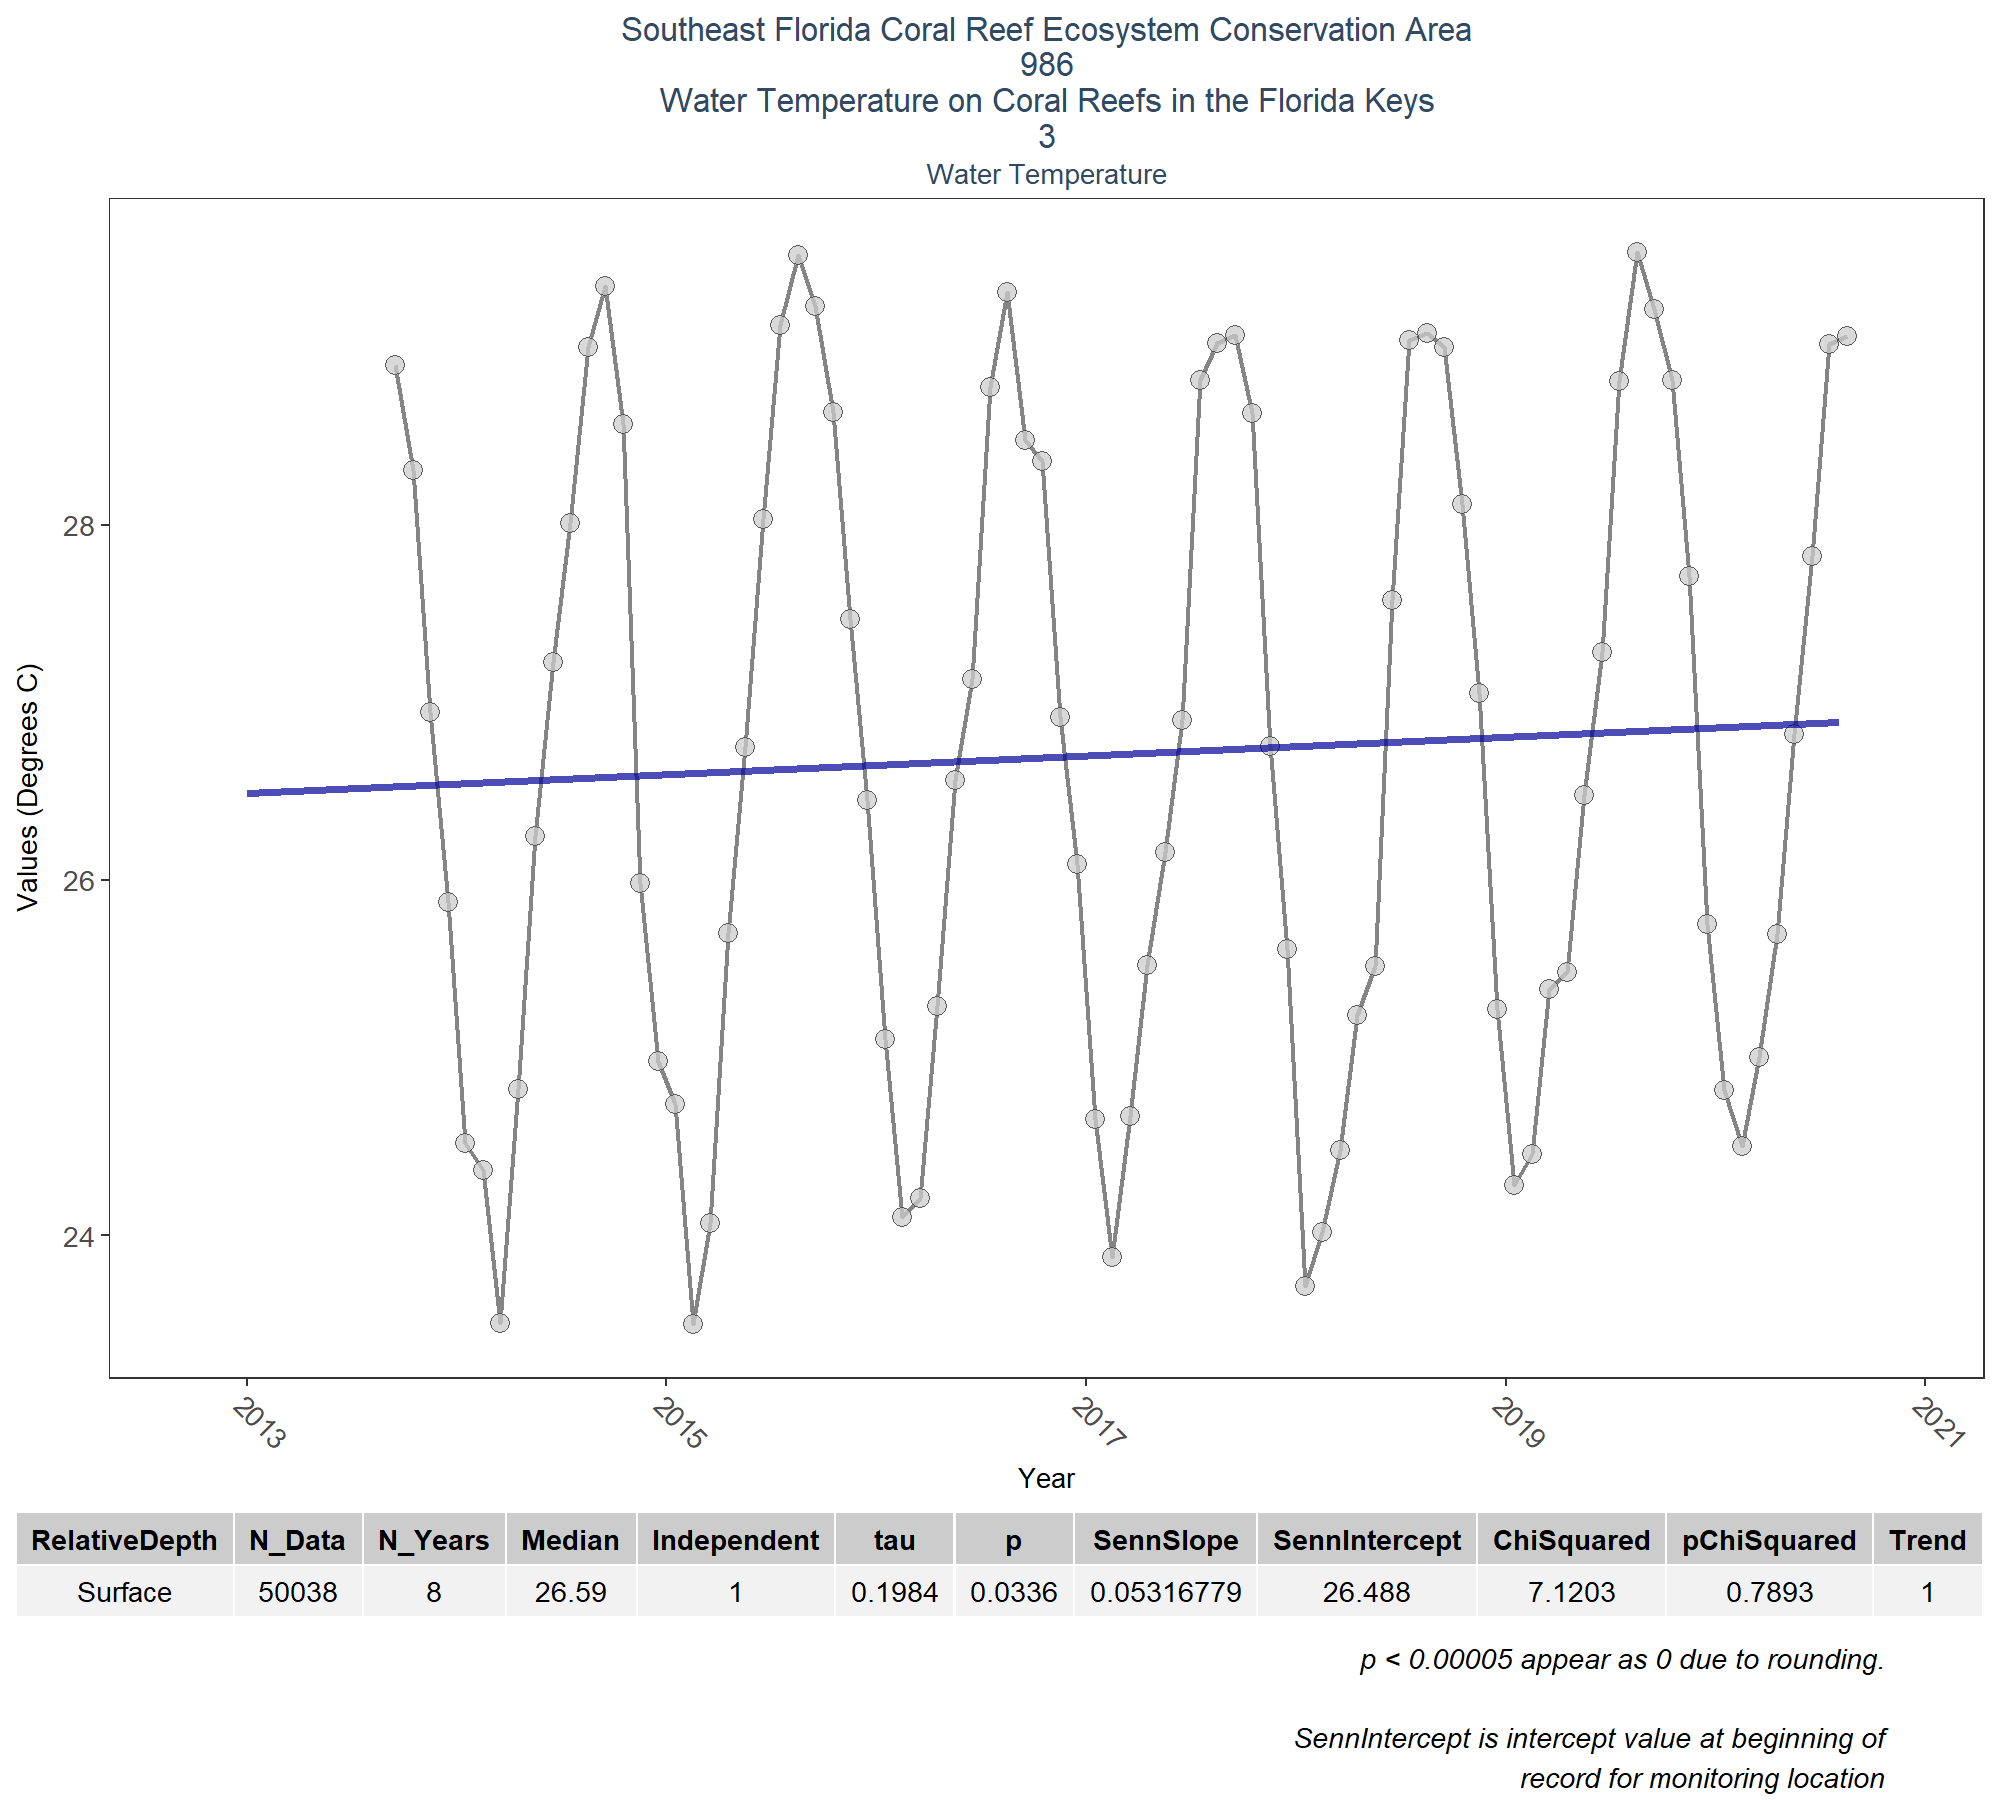 Southeast Florida Coral Reef Ecosystem Conservation Area
986
Water Temperature on Coral Reefs in the Florida Keys
3
Water Temperature
Values (Degrees C)
28
26
24
2013
2015
2017
2019
2021
Year
RelativeDepth N_Data N_Years Median Independent tau p SennSlope SennIntercept ChiSquared pChiSquared Trend
Surface 50038 8 26.59 1 0.1984 0.0336 0.05316779 26.488 7.1203 0.7893 1
p < 0.00005 appear as 0 due to rounding.
SennIntercept is intercept value at beginning of
record for monitoring location